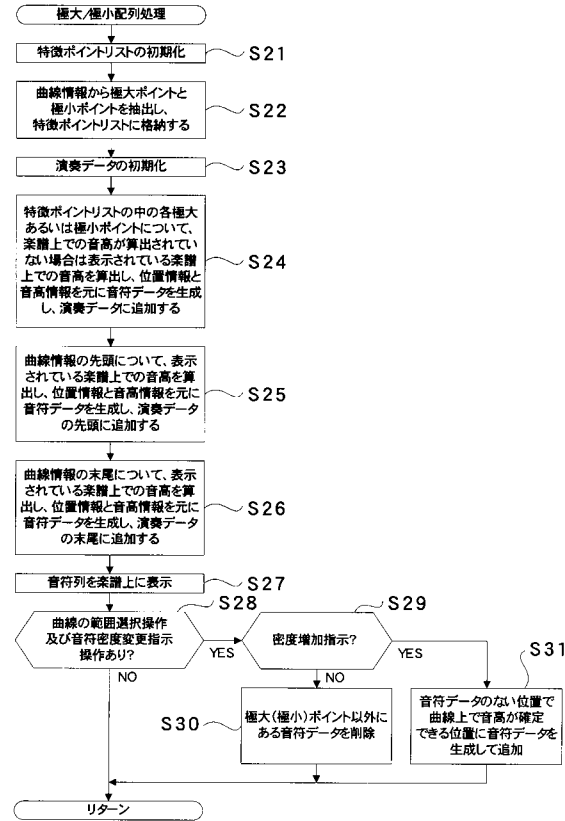 極大/極小配列処理
特徴ポイントリストの初期化
S21
曲線情報から極大ポイントと
極小ポイントを抽出し、
特徴ポイントリストに格納する
S22
演奏データの初期化
S23
特徴ポイントリストの中の各極大
あるいは極小ポイントについて、
楽譜上での音高が算出されてい
ない場合は表示されている楽譜
上での音高を算出し、位置情報と
音高情報を元に音符データを生成
し、演奏データに追加する
S24
曲線情報の先頭について、表示
されている楽譜上での音高を算
出し、位置情報と音高情報を元に
音符データを生成し、演奏データ
の先頭に追加する
S25
曲線情報の末尾について、表示
されている楽譜上での音高を算
出し、位置情報と音高情報を元に
音符データを生成し、演奏データ
の末尾に追加する
S26
音符列を楽譜上に表示
S27
曲線の範囲選択操作
及び音符密度変更指示
操作あり?
S28
YES
NO
密度増加指示?
S29
YES
NO
極大(極小)ポイント以外に
ある音符データを削除
S30
音符データのない位置で
曲線上で音高が確定
できる位置に音符データを
生成して追加
S31
リターン